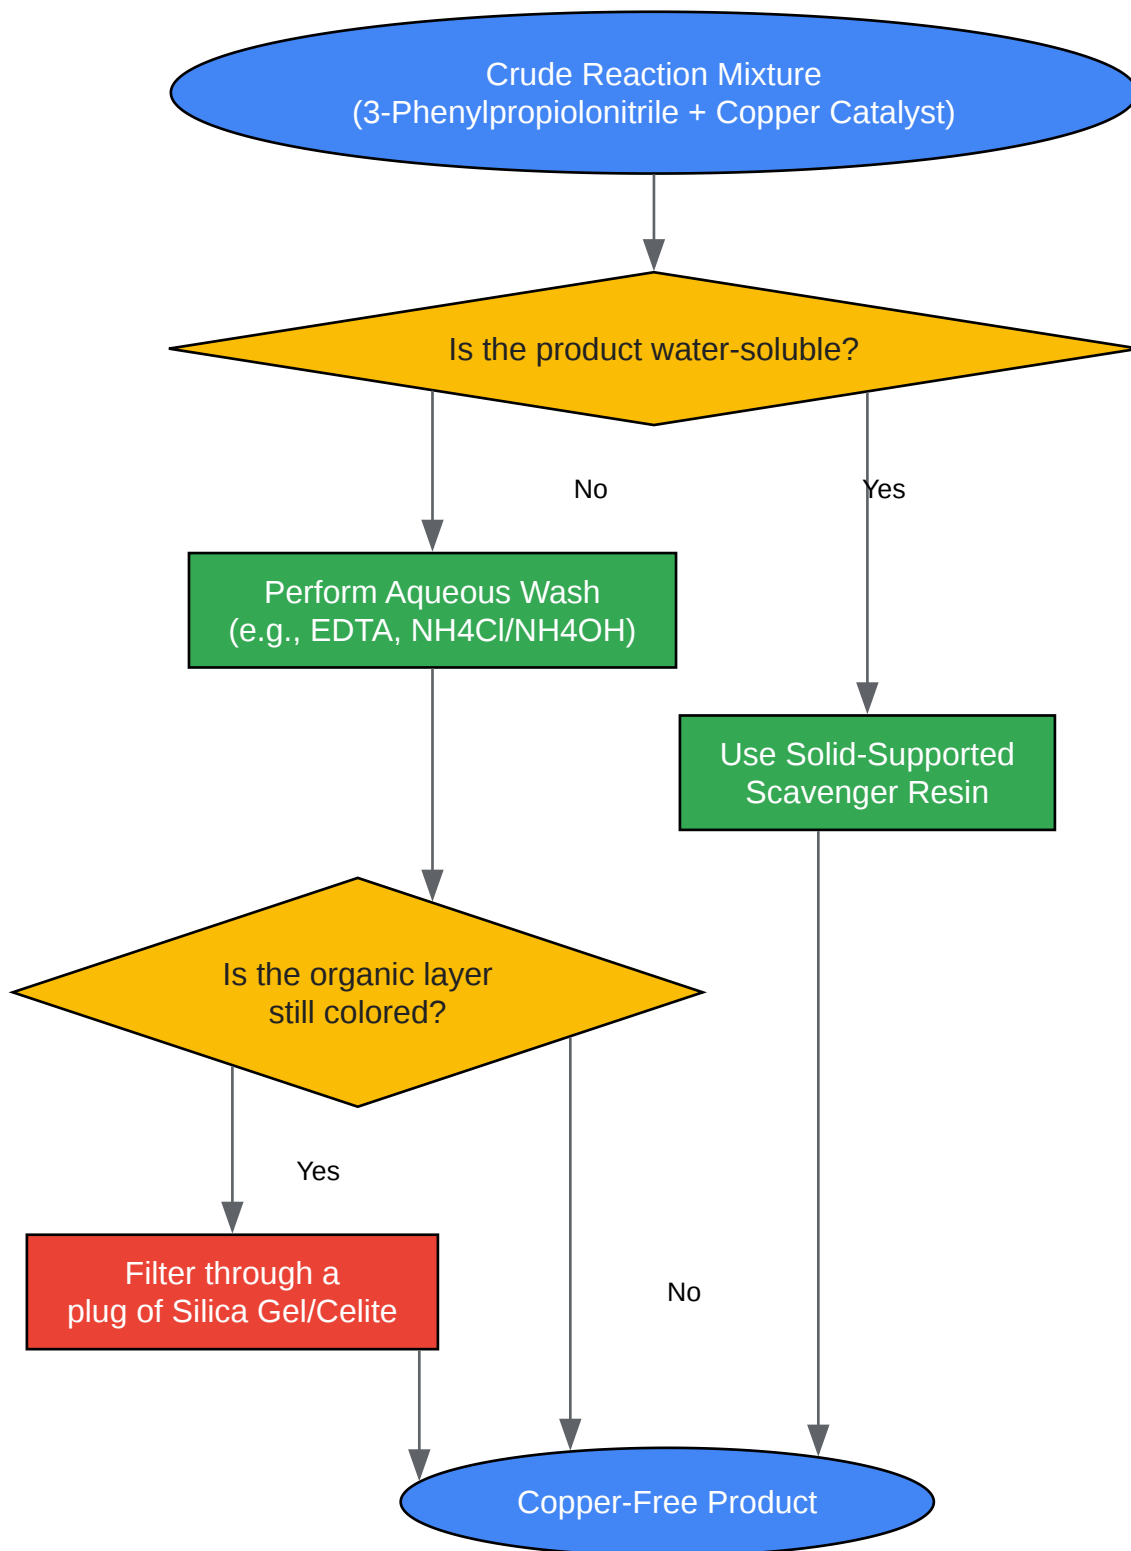 Crude Reaction Mixture
(3-Phenylpropiolonitrile + Copper Catalyst)
Is the product water-soluble?
No
Yes
Perform Aqueous Wash
(e.g., EDTA, NH4Cl/NH4OH)
Use Solid-Supported
Scavenger Resin
Is the organic layer
still colored?
Yes
Filter through a
plug of Silica Gel/Celite
No
Copper-Free Product